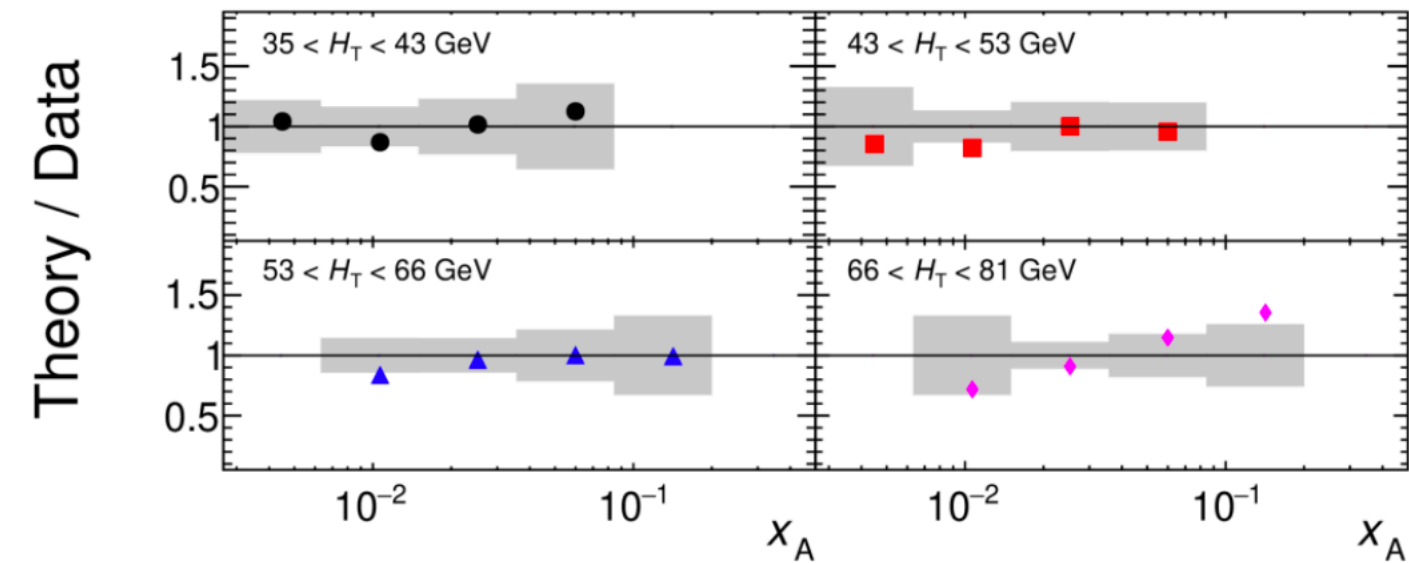 Theory / Data
35 < H_T < 43 GeV
43 < H_T < 53 GeV
1.5
1
0.5
53 < H_T < 66 GeV
66 < H_T < 81 GeV
1.5
1
0.5
10⁻² 10⁻¹ 10⁻² 10⁻¹
x_A x_A